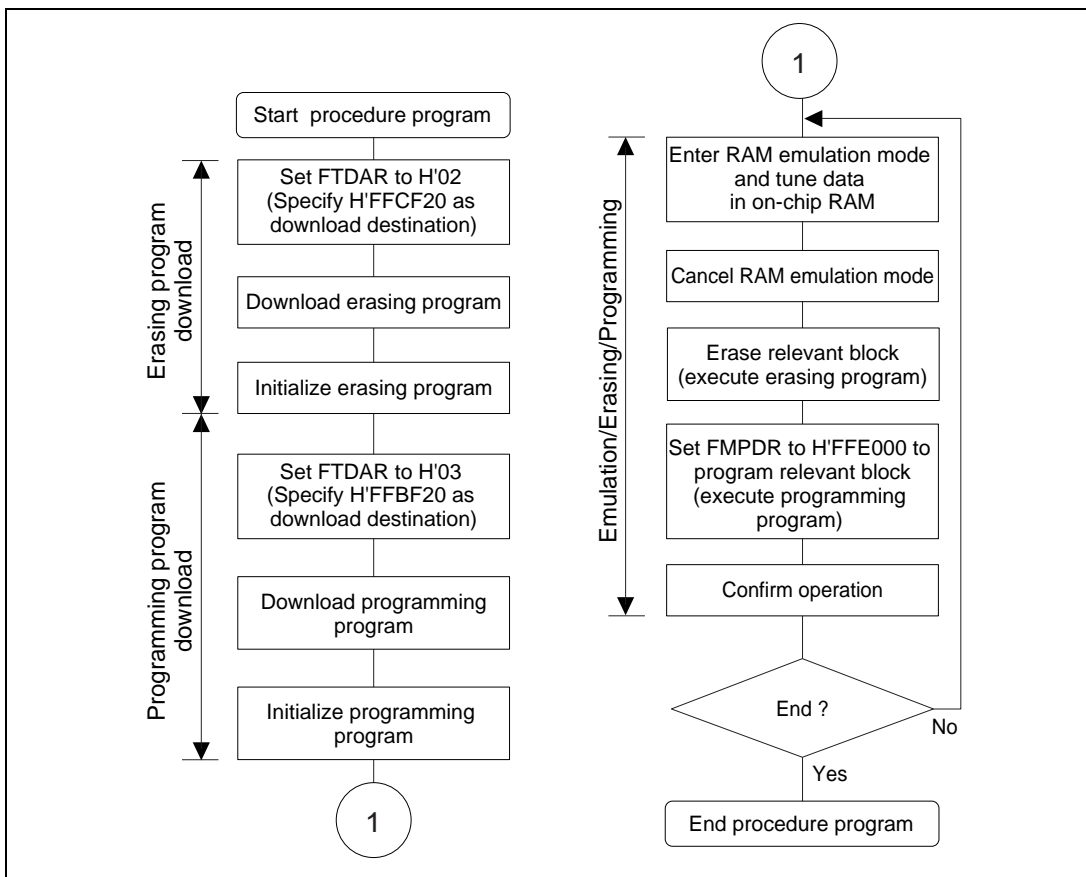 Start procedure program
Erasing program
download
Set FTDAR to H'02
(Specify H'FFCF20 as
download destination)
Download erasing program
Initialize erasing program
Programming program
download
Set FTDAR to H'03
(Specify H'FFBF20 as
download destination)
Download programming
program
Initialize programming
program
1
1
Emulation/Erasing/Programming
Enter RAM emulation mode
and tune data
in on-chip RAM
Cancel RAM emulation mode
Erase relevant block
(execute erasing program)
Set FMPDR to H'FFE000 to
program relevant block
(execute programming
program)
Confirm operation
End ?
No
Yes
End procedure program